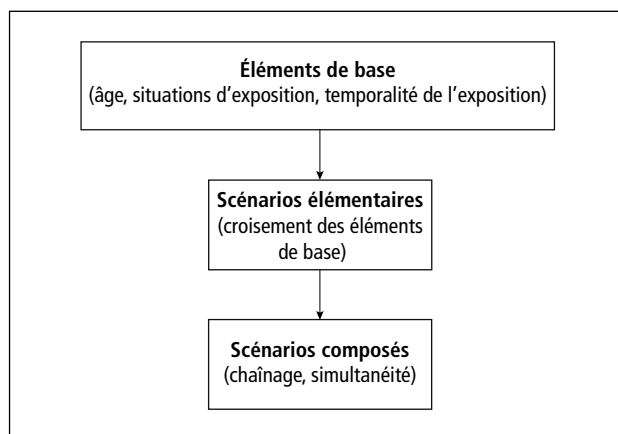 Éléments de base
(âge, situations d’exposition, temporalité de l’exposition)
Scénarios élémentaires
(croisement des éléments
de base)
Scénarios composés
(chaînage, simultanéité)